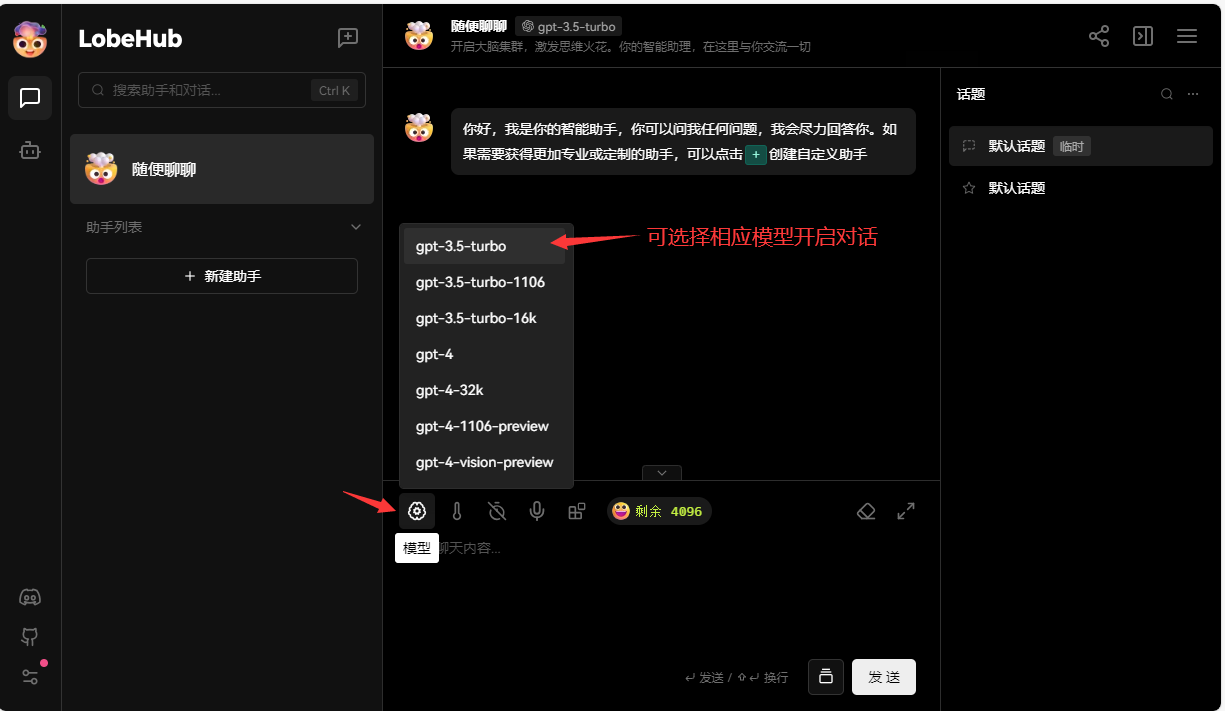 LobeHub
搜索助手和对话...
Ctrl K
随便聊聊
助手列表
+ 新建助手
随便聊聊
gpt-3.5-turbo
开启大脑集群，激发思维火花。你的智能助理，在这里与你交流一切
你好，我是你的智能助手，你可以问我任何问题，我会尽力回答你。如
果需要获得更加专业或定制的助手，可以点击 + 创建自定义助手
gpt-3.5-turbo
gpt-3.5-turbo-1106
gpt-3.5-turbo-16k
gpt-4
gpt-4-32k
gpt-4-1106-preview
gpt-4-vision-preview
可选择相应模型开启对话
剩余 4096
模型
聊天内容...
↵ 发送 / ⇧ ↵ 换行
发 送
话题
默认话题
临时
默认话题